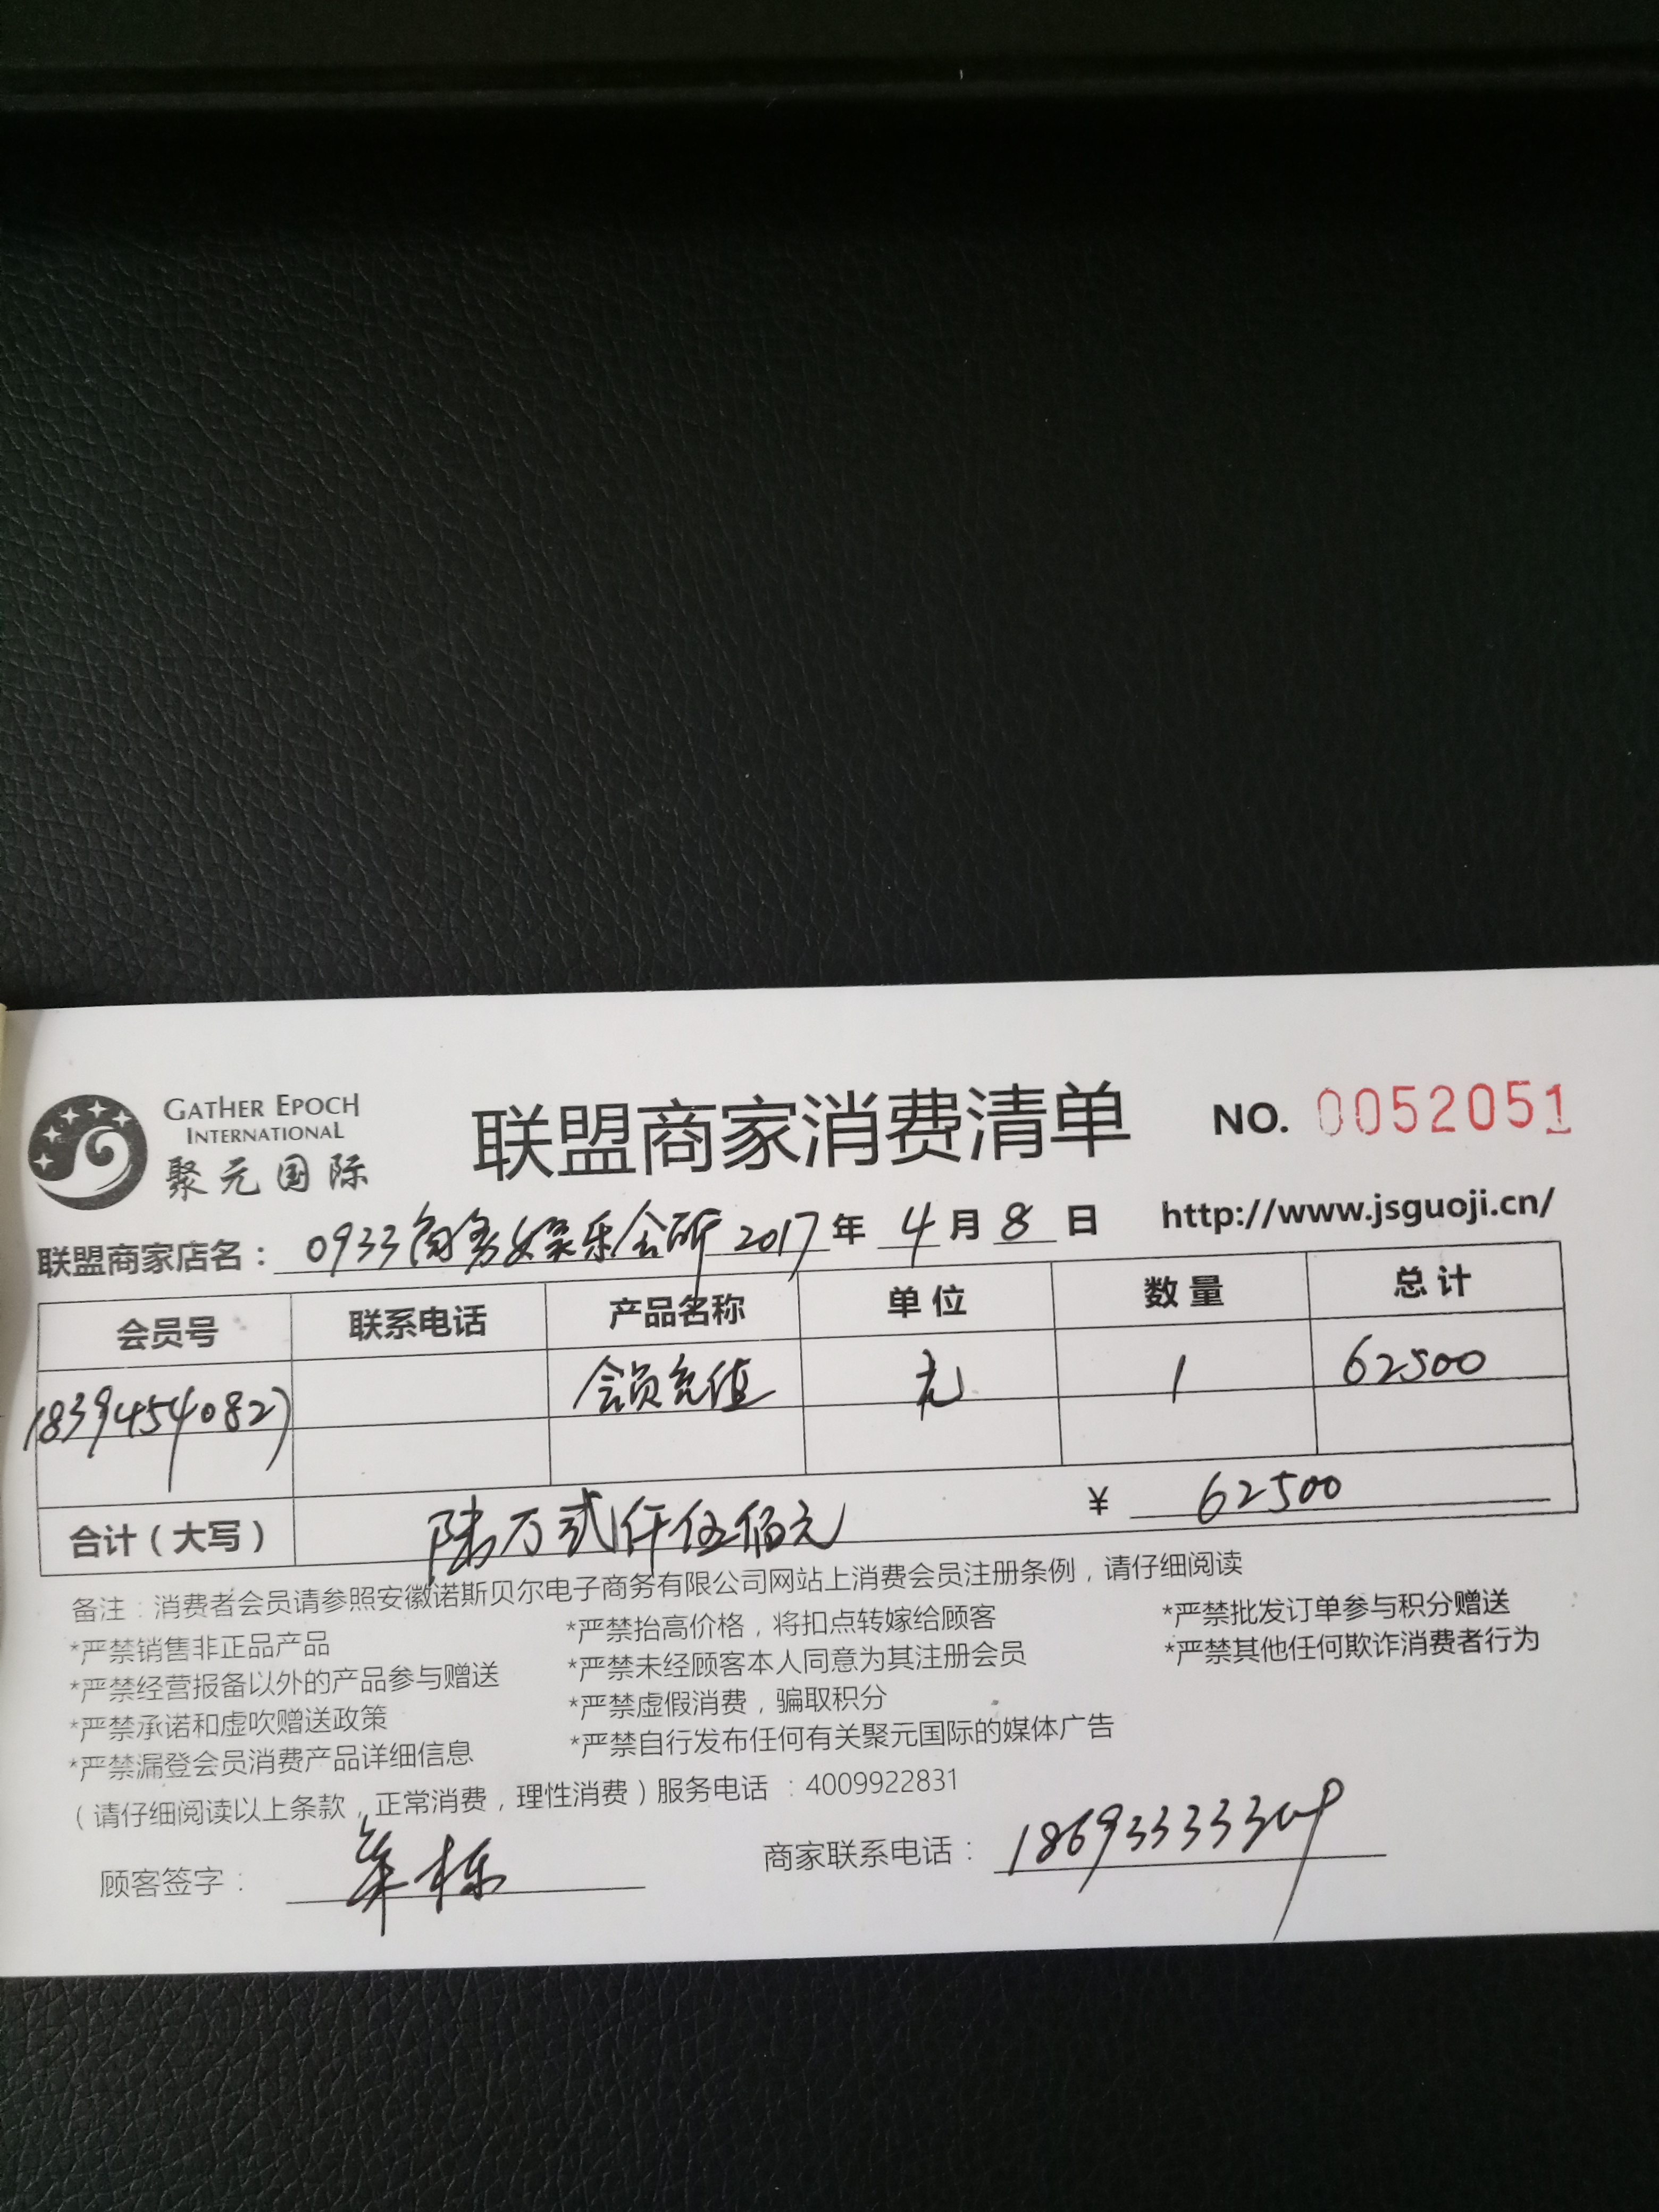 GATHER EPOCH
INTERNATIONAL
聚元国际
联盟商家消费清单
NO. 0052051
http://www.jsguoji.cn/
联盟商家店名： 0933商务娱乐会所 2017 年 4 月 8 日
会员号 联系电话 产品名称 单位 数量 总计
18394540827 会员充值 元 1 62500
合计（大写） 陆万贰仟伍佰元 ¥ 62500
备注：消费者会员请参照安徽诺斯贝尔电子商务有限公司网站上消费会员注册条例，请仔细阅读
*严禁销售非正品产品 *严禁抬高价格，将扣点转嫁给顾客 *严禁批发订单参与积分赠送
*严禁经营报备以外的产品参与赠送 *严禁未经顾客本人同意为其注册会员 *严禁其他任何欺诈消费者行为
*严禁承诺和虚吹赠送政策 *严禁虚假消费，骗取积分
*严禁漏登会员消费产品详细信息 *严禁自行发布任何有关聚元国际的媒体广告
（请仔细阅读以上条款，正常消费，理性消费）服务电话：4009922831
顾客签字： 商家联系电话：